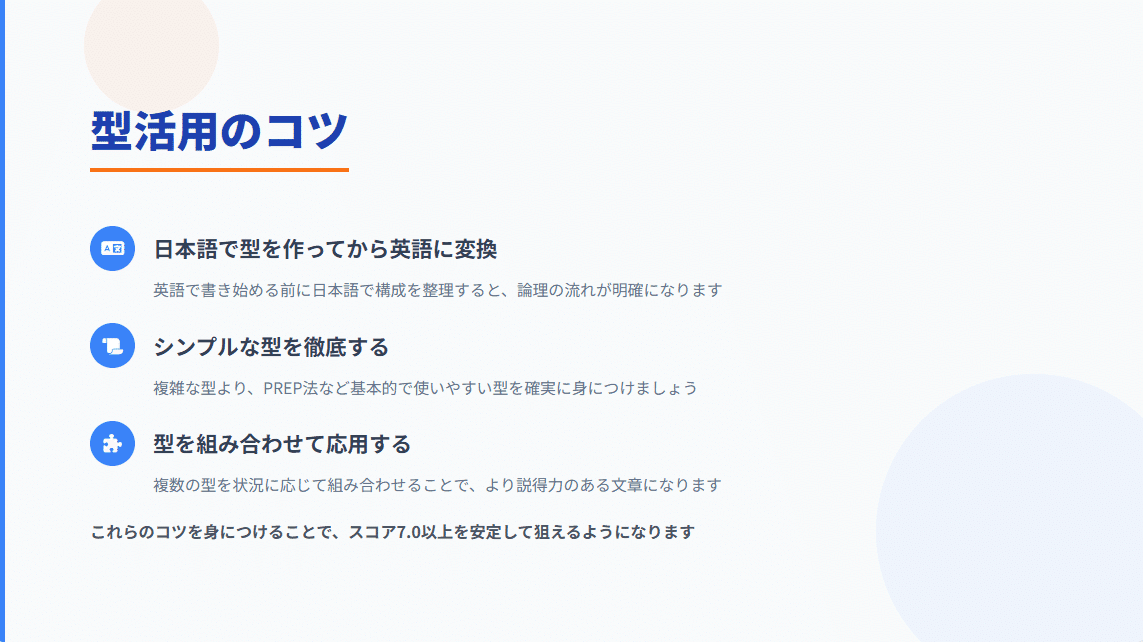 型活用のコツ
日本語で型を作ってから英語に変換
英語で書き始める前に日本語で構成を整理すると、論理の流れが明確になります
シンプルな型を徹底する
複雑な型より、PREP法など基本的で使いやすい型を確実に身につけましょう
型を組み合わせて応用する
複数の型を状況に応じて組み合わせることで、より説得力のある文章になります
これらのコツを身につけることで、スコア7.0以上を安定して狙えるようになります